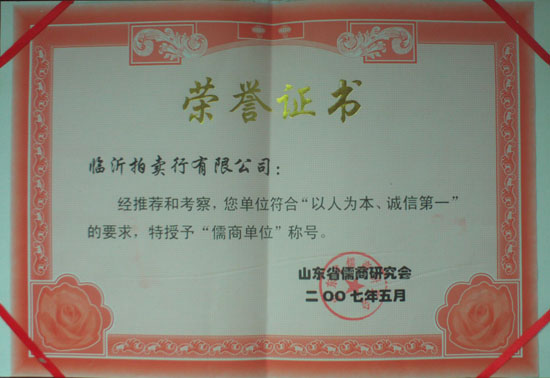 荣誉证书
临沂拍卖行有限公司：
经推荐和考察，您单位符合“以人为本、诚信第一”
的要求，特授予“儒商单位”称号。
山东省儒商研究会
二〇〇七年五月